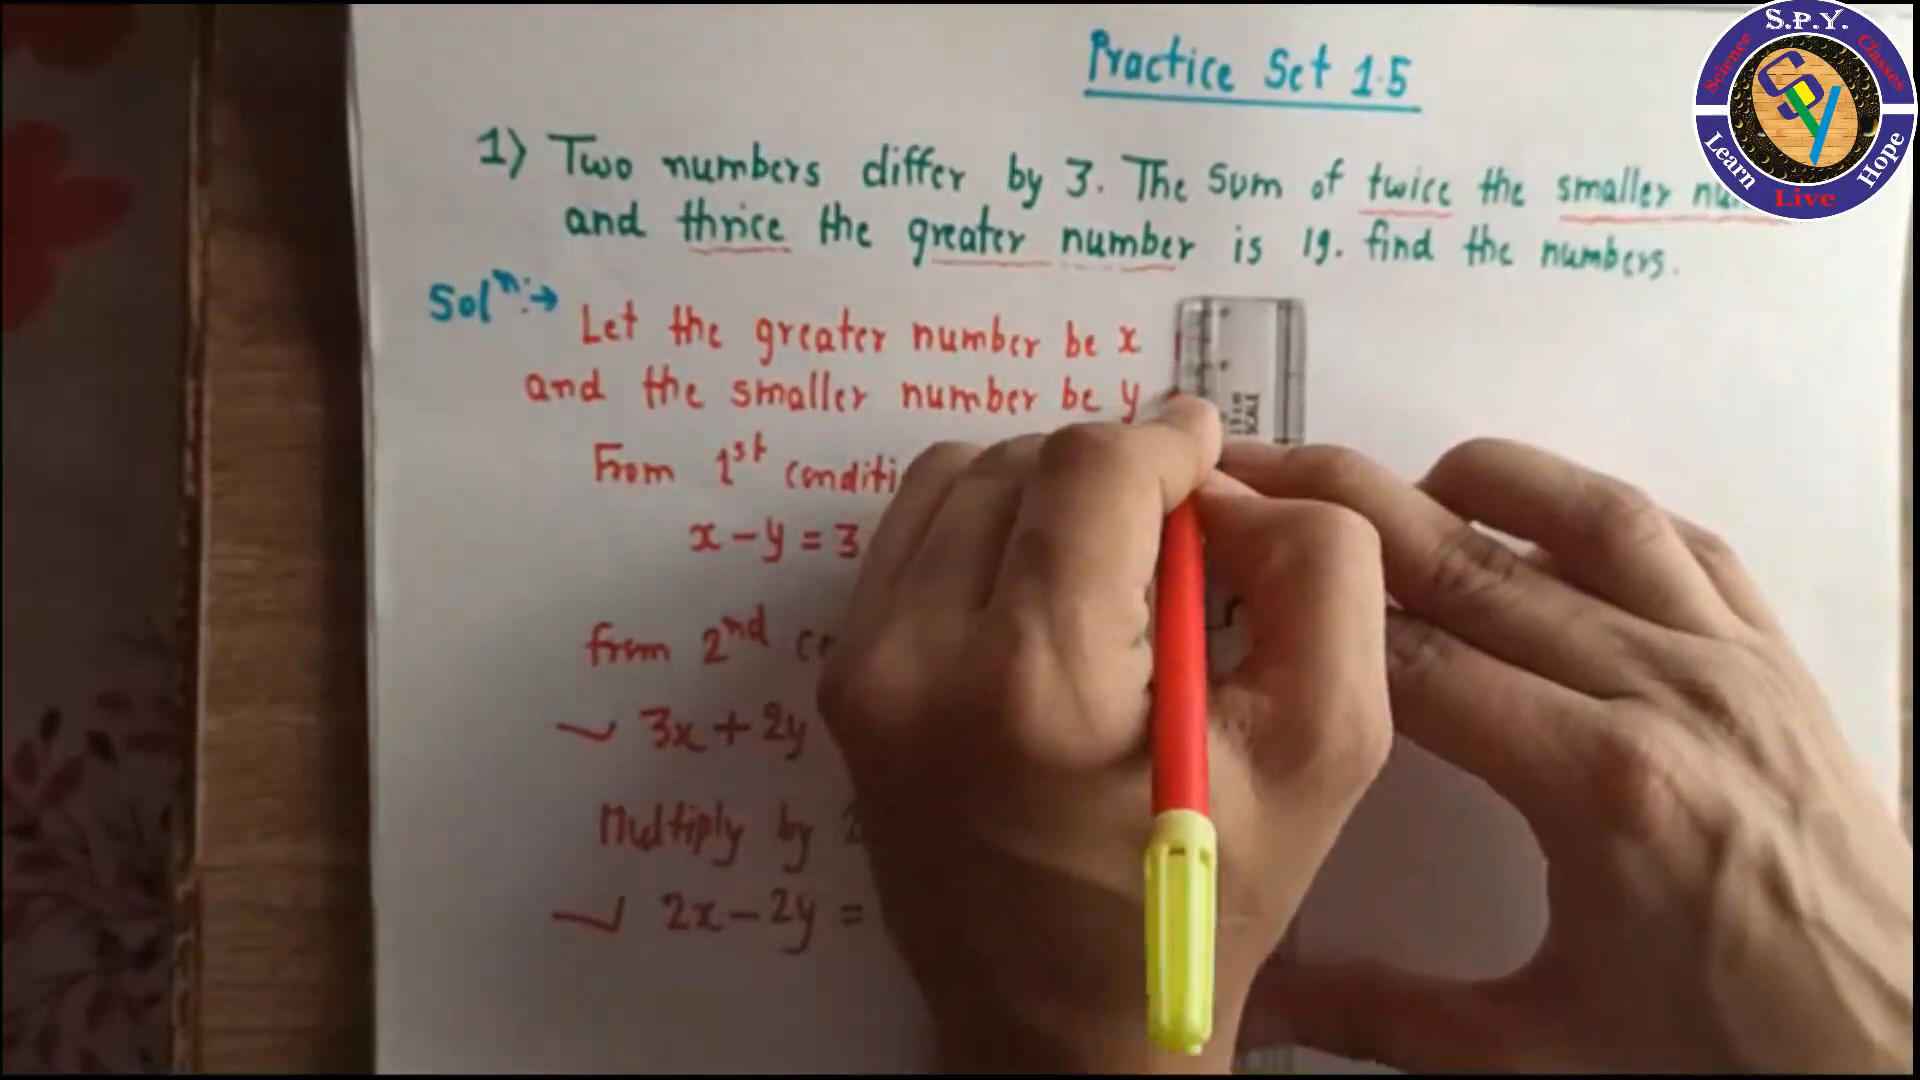 Practice Set 1.5
1) Two numbers differ by 3. The Sum of twice the smaller
and thrice the greater number is 19. find the numbers.
Solⁿ:→
Let the greater number be x
and the smaller number be y
From 1st
x - y = 3
from 2nd
3x + 2y
Multiply by
2x - 2y =
SCALE
S.P.Y.
Science Classes
SPY
Learn Live Hope